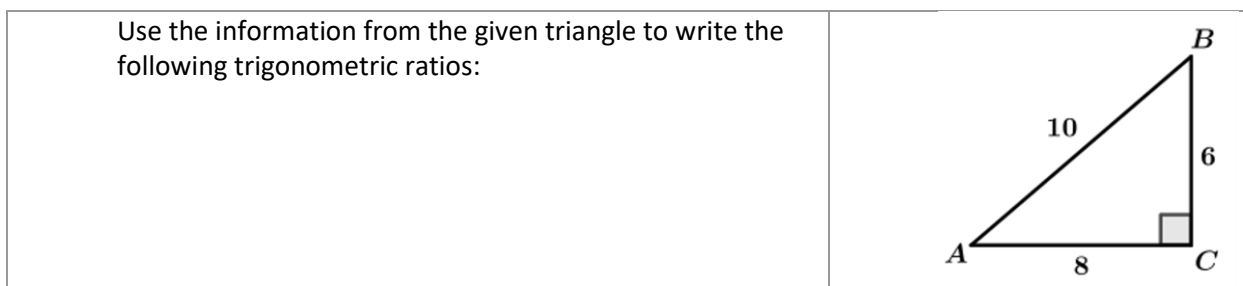 Use the information from the given triangle to write the
following trigonometric ratios:
B
10
6
A
8
C